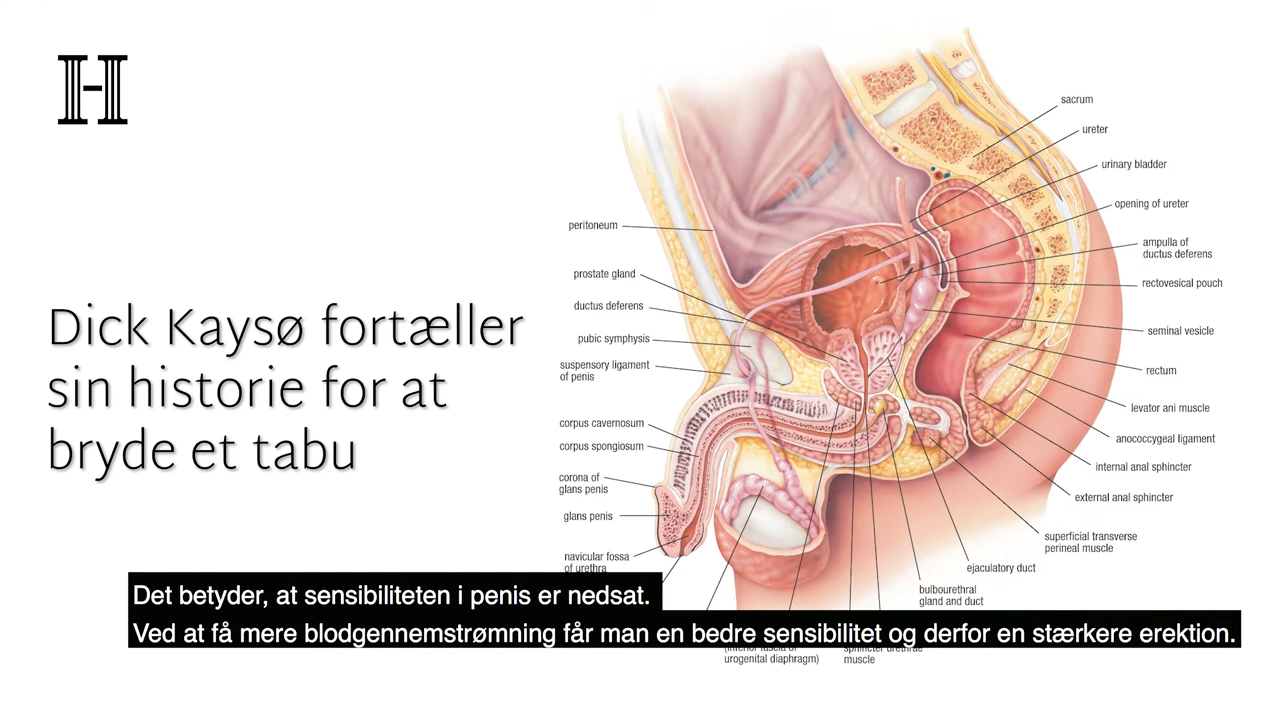 H
Dick Kaysø fortæller
sin historie for at
bryde et tabu
peritoneum
prostate gland
ductus deferens
pubic symphysis
suspensory ligament
of penis
corpus cavernosum
corpus spongiosum
corona of
glans penis
glans penis
navicular fossa
of urethra
sacrum
ureter
urinary bladder
opening of ureter
ampulla of
ductus deferens
rectovesical pouch
seminal vesicle
rectum
levator ani muscle
anococcygeal ligament
internal anal sphincter
external anal sphincter
superficial transverse
perineal muscle
ejaculatory duct
bulbourethral
gland and duct
Det betyder, at sensibiliteten i penis er nedsat.
Ved at få mere blodgennemstrømning får man en bedre sensibilitet og derfor en stærkere erektion.
(inferior fascia of
urogenital diaphragm)
sphincter urethrae
muscle